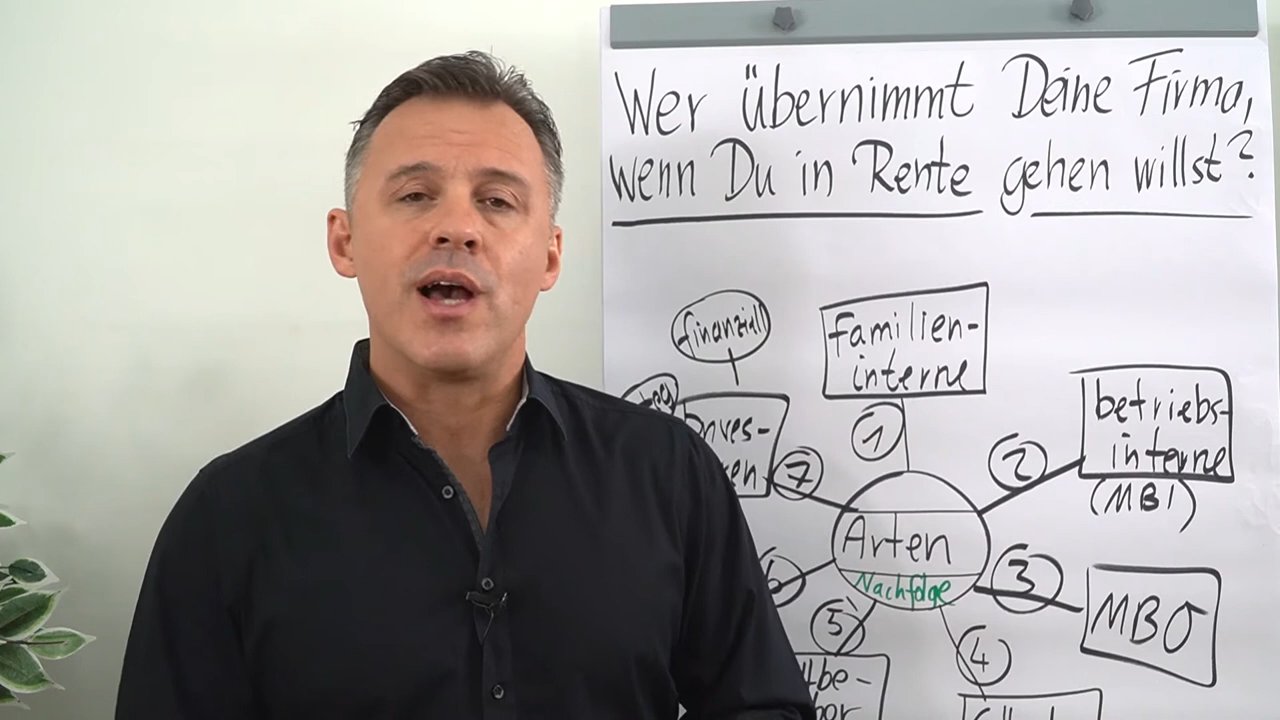 Wer übernimmt Deine Firma,
wenn Du in Rente gehen willst?
finanziell
familien-
interne
1
betriebs-
interne
(MBI)
2
7
Arten
Nachfolge
3
MBO
6
5
4